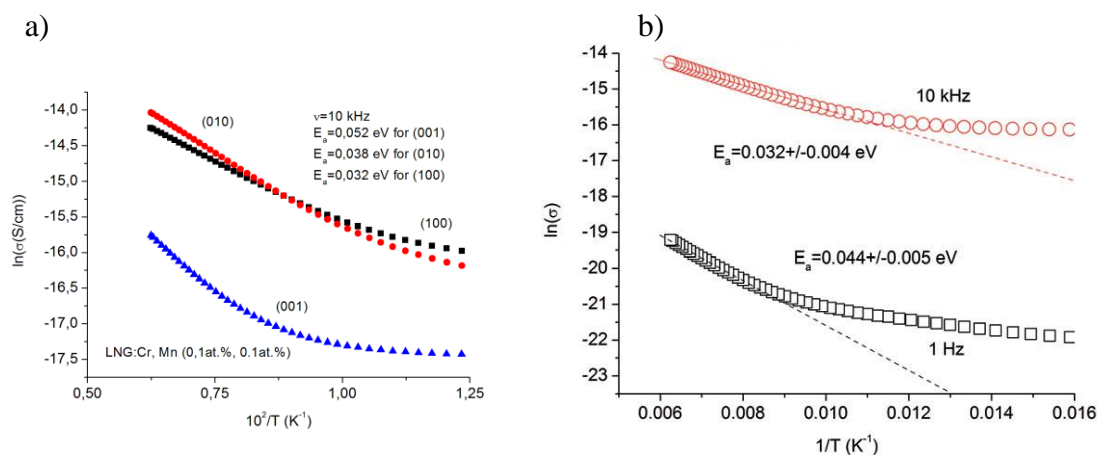 a)
-14,0
-14,5
-15,0
-15,5
-16,0
-16,5
-17,0
-17,5
ln(σ(S/cm))
(010)
ν=10 kHz
Eₐ=0,052 eV for (001)
Eₐ=0,038 eV for (010)
Eₐ=0,032 eV for (100)
(100)
(001)
LNG:Cr, Mn (0,1at.%, 0.1at.%)
0,50 0,75 1,00 1,25
10²/T (K⁻¹)
b)
-14
-15
-16
-17
-18
-19
-20
-21
-22
-23
ln(σ)
10 kHz
Eₐ=0.032+/-0.004 eV
Eₐ=0.044+/-0.005 eV
1 Hz
0.006 0.008 0.010 0.012 0.014 0.016
1/T (K⁻¹)